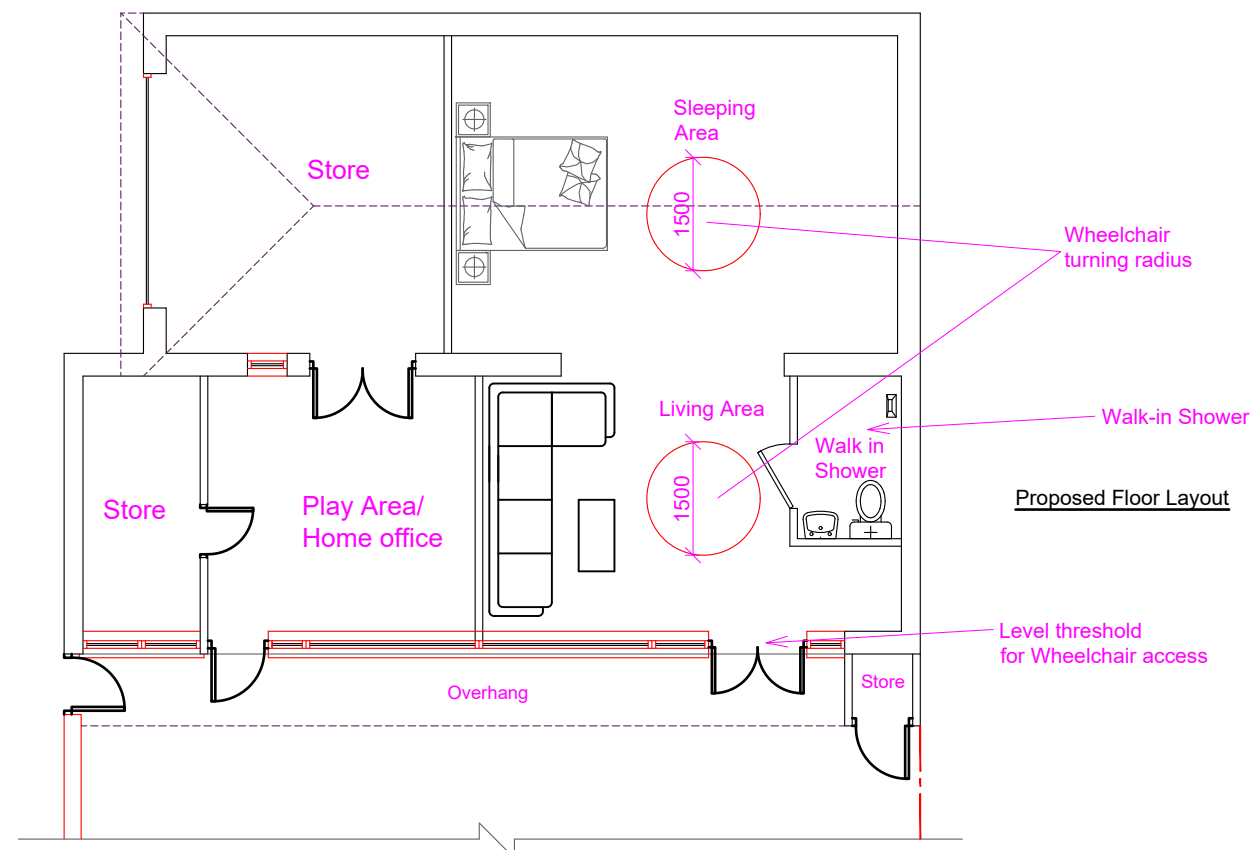 Sleeping
Area
Store
1500
Wheelchair
turning radius
Living Area
Walk-in Shower
Walk in
Shower
1500
Proposed Floor Layout
Store
Play Area/
Home office
Level threshold
for Wheelchair access
Store
Overhang